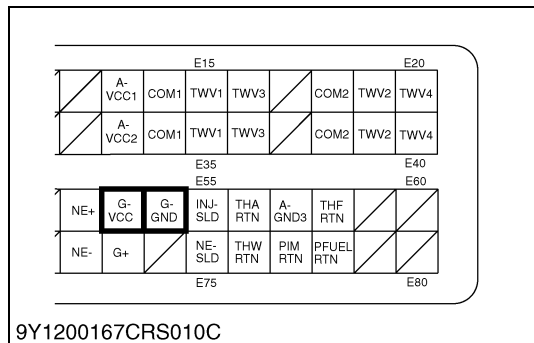 E15 E20
A-VCC1 COM1 TWV1 TWV3 COM2 TWV2 TWV4
A-VCC2 COM1 TWV1 TWV3 COM2 TWV2 TWV4
E35 E40
E55 E60
NE+ G-VCC G-GND INJ-SLD THA RTN A-GND3 THF RTN
NE- G+ NE-SLD THW RTN PIM RTN PFUEL RTN
E75 E80
9Y1200167CRS010C